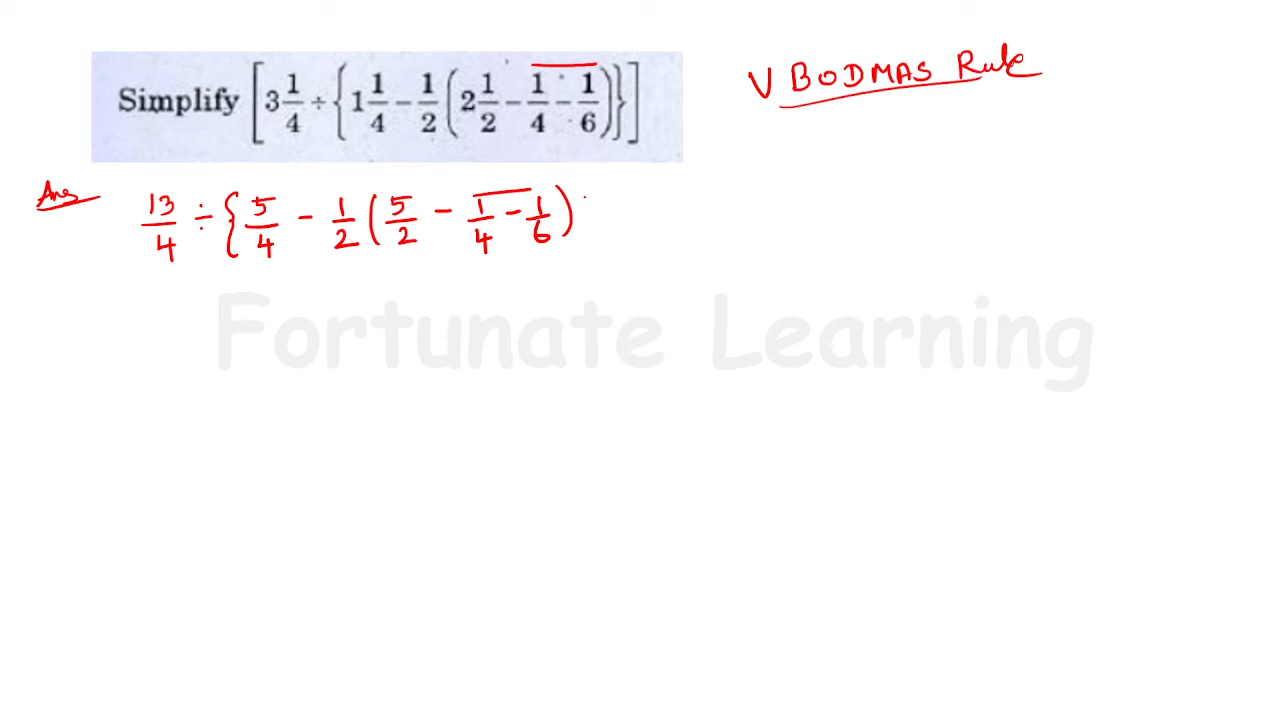 Simplify [3 1/4 ÷ {1 1/4 − 1/2 (2 1/2 − 1/4 − 1/6)}]
V BODMAS Rule
Ans
13/4 ÷ {5/4 − 1/2 (5/2 − 1/4 − 1/6)
Fortunate Learning